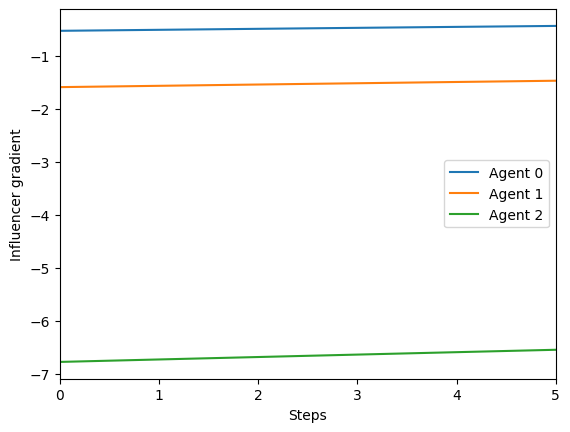 Influencer gradient
−1
−2
−3
−4
−5
−6
−7
Agent 0
Agent 1
Agent 2
0 1 2 3 4 5
Steps